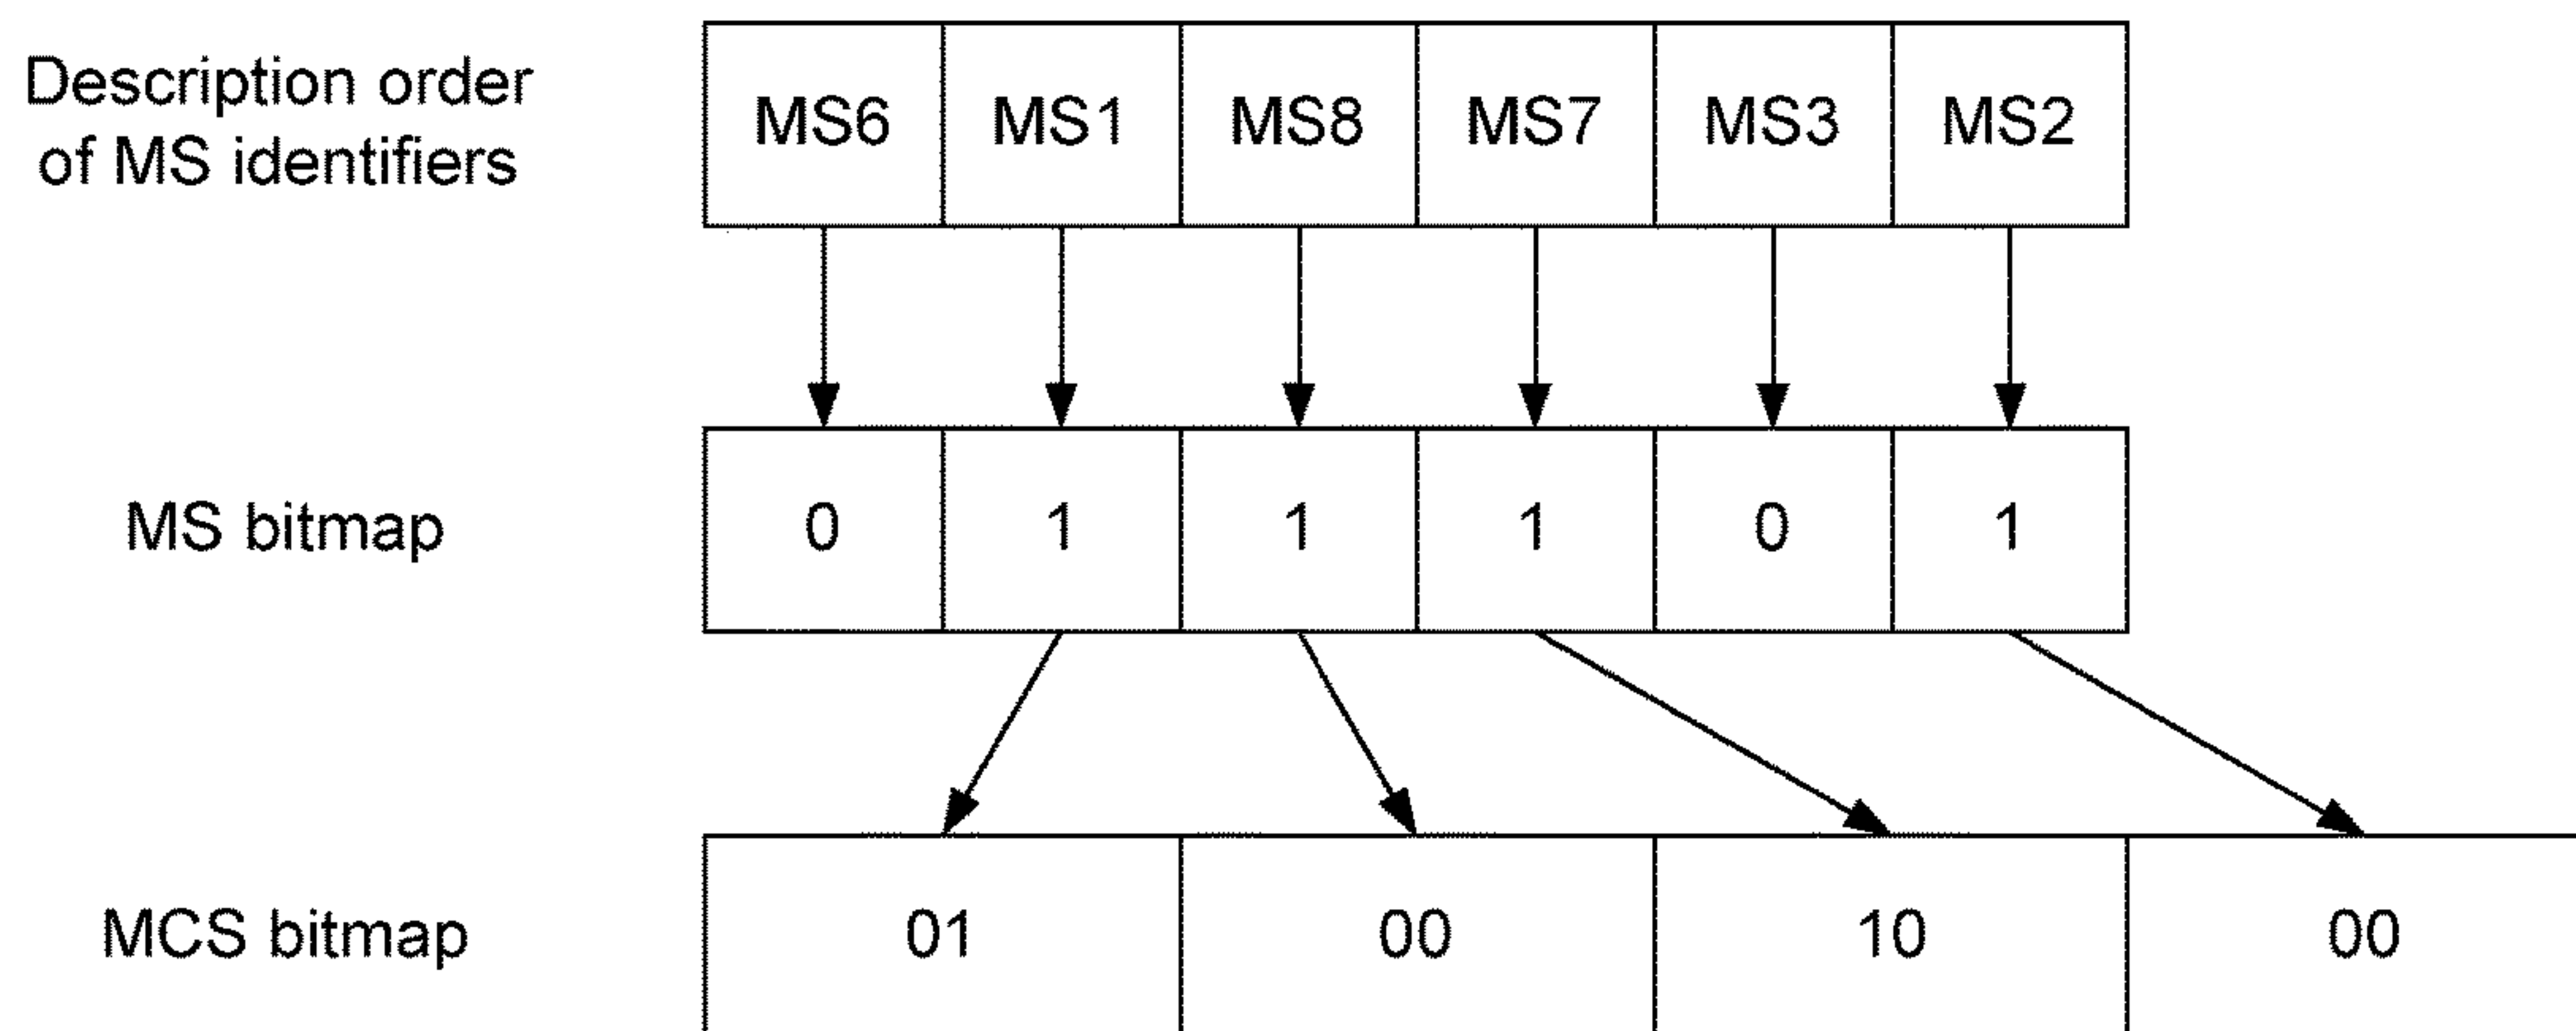 Description order
of MS identifiers
MS6 MS1 MS8 MS7 MS3 MS2
MS bitmap
0 1 1 1 0 1
MCS bitmap
01 00 10 00